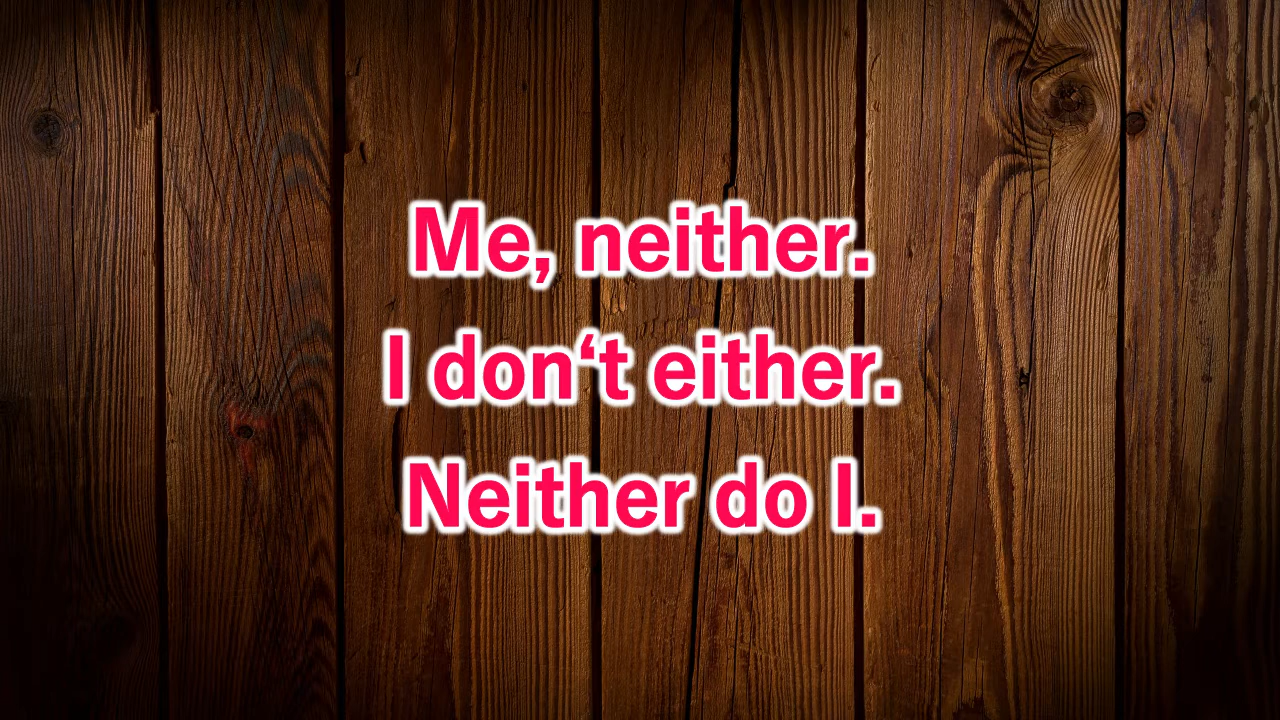 Me, neither.
I don‘t either.
Neither do I.